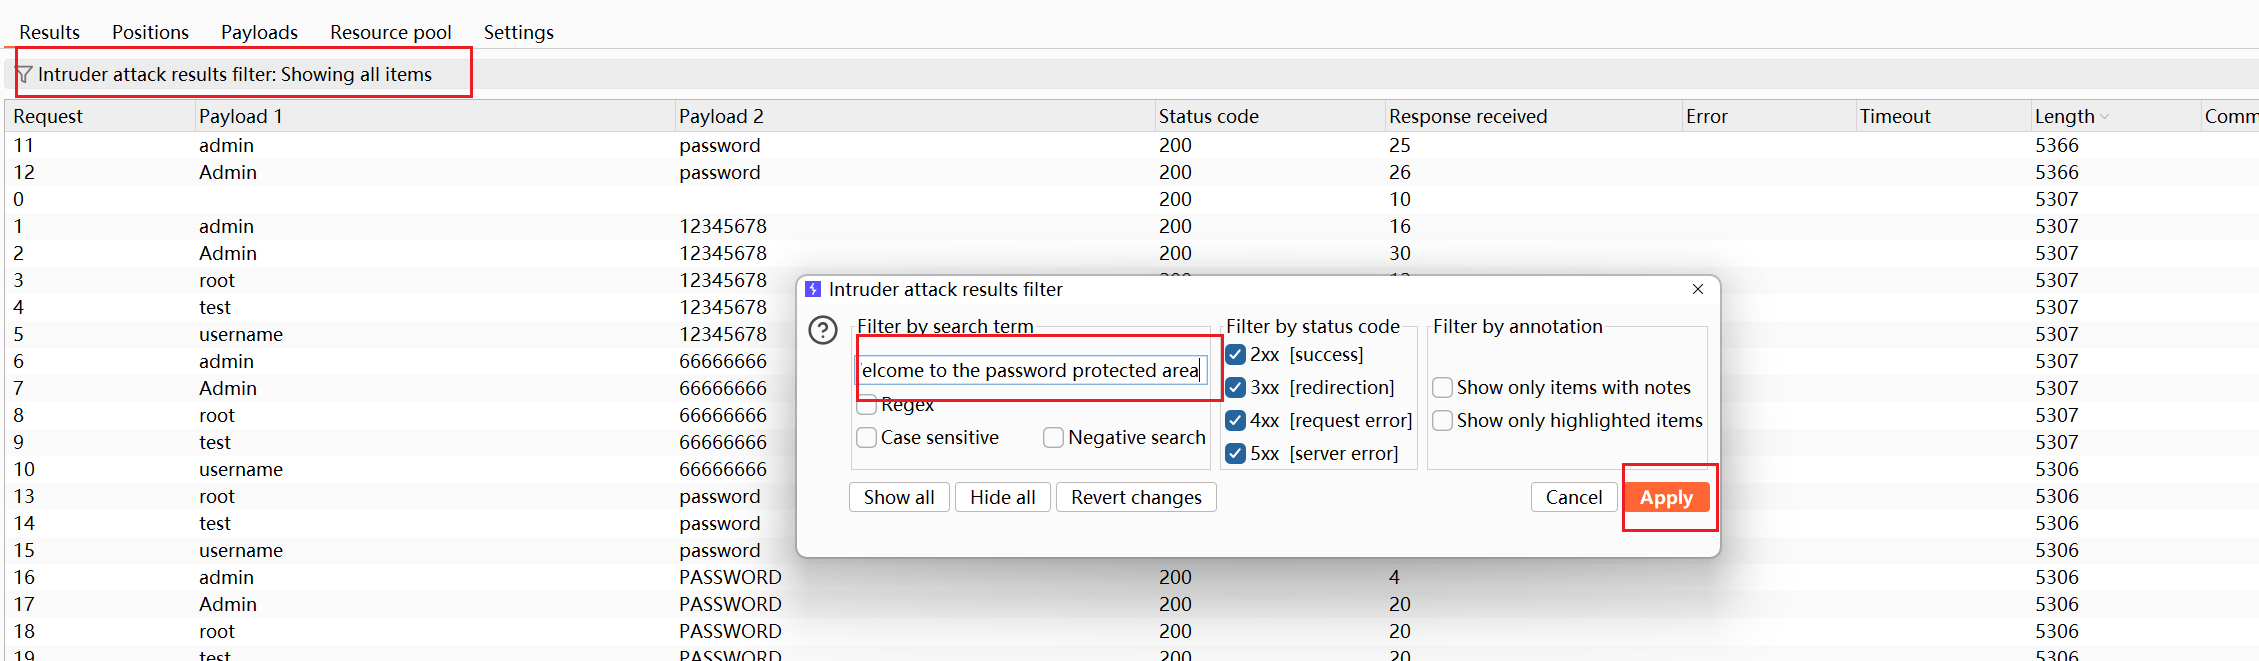 Results Positions Payloads Resource pool Settings
Intruder attack results filter: Showing all items
Request Payload 1 Payload 2 Status code Response received Error Timeout Length Comm
11 admin password 200 25 5366
12 Admin password 200 26 5366
0 200 10 5307
1 admin 12345678 200 16 5307
2 Admin 12345678 200 30 5307
3 root 12345678 5307
4 test 12345678 5307
5 username 12345678 5307
6 admin 66666666 5307
7 Admin 66666666 5307
8 root 66666666 5307
9 test 66666666 5307
10 username 66666666 5306
13 root password 5306
14 test password 5306
15 username password 5306
16 admin PASSWORD 200 4 5306
17 Admin PASSWORD 200 20 5306
18 root PASSWORD 200 20 5306
19 test PASSWORD 200 20 5306
Intruder attack results filter
Filter by search term
elcome to the password protected area
Regex
Case sensitive Negative search
Filter by status code
2xx [success]
3xx [redirection]
4xx [request error]
5xx [server error]
Filter by annotation
Show only items with notes
Show only highlighted items
Show all Hide all Revert changes Cancel Apply